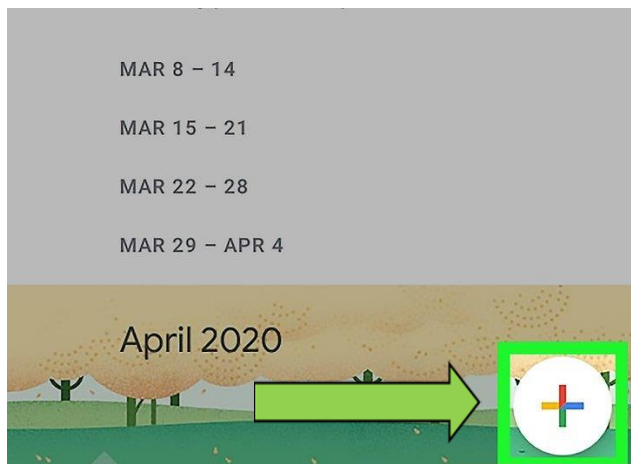 MAR 8 – 14
MAR 15 – 21
MAR 22 – 28
MAR 29 – APR 4
April 2020